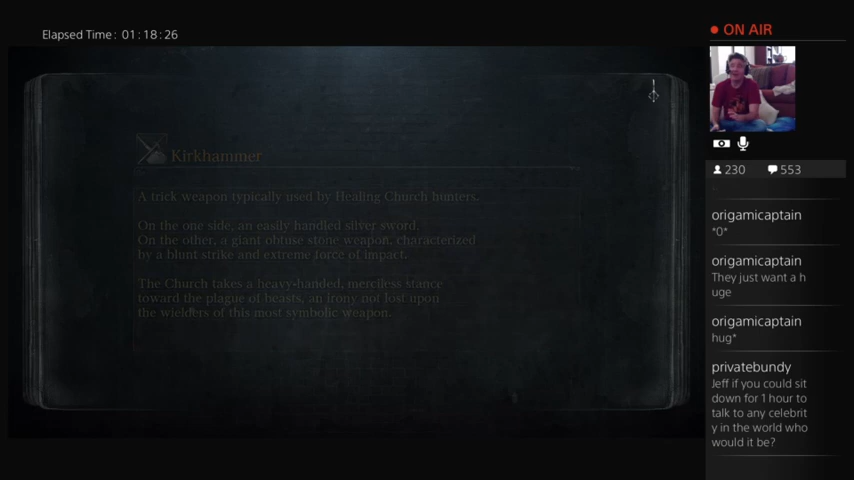 Elapsed Time: 01:18:26
ON AIR
Kirkhammer
A trick weapon typically used by Healing Church hunters.
On the one side, an easily handled silver sword.
On the other, a giant obtuse stone weapon, characterized
by a blunt strike and extreme force of impact.
The Church takes a heavy-handed, merciless stance
toward the plague of beasts, an irony not lost upon
the wielders of this most symbolic weapon.
230 553
origamicaptain
*0*
origamicaptain
They just want a h
uge
origamicaptain
hug*
privatebundy
Jeff if you could sit
down for 1 hour to
talk to any celebrit
y in the world who
would it be?